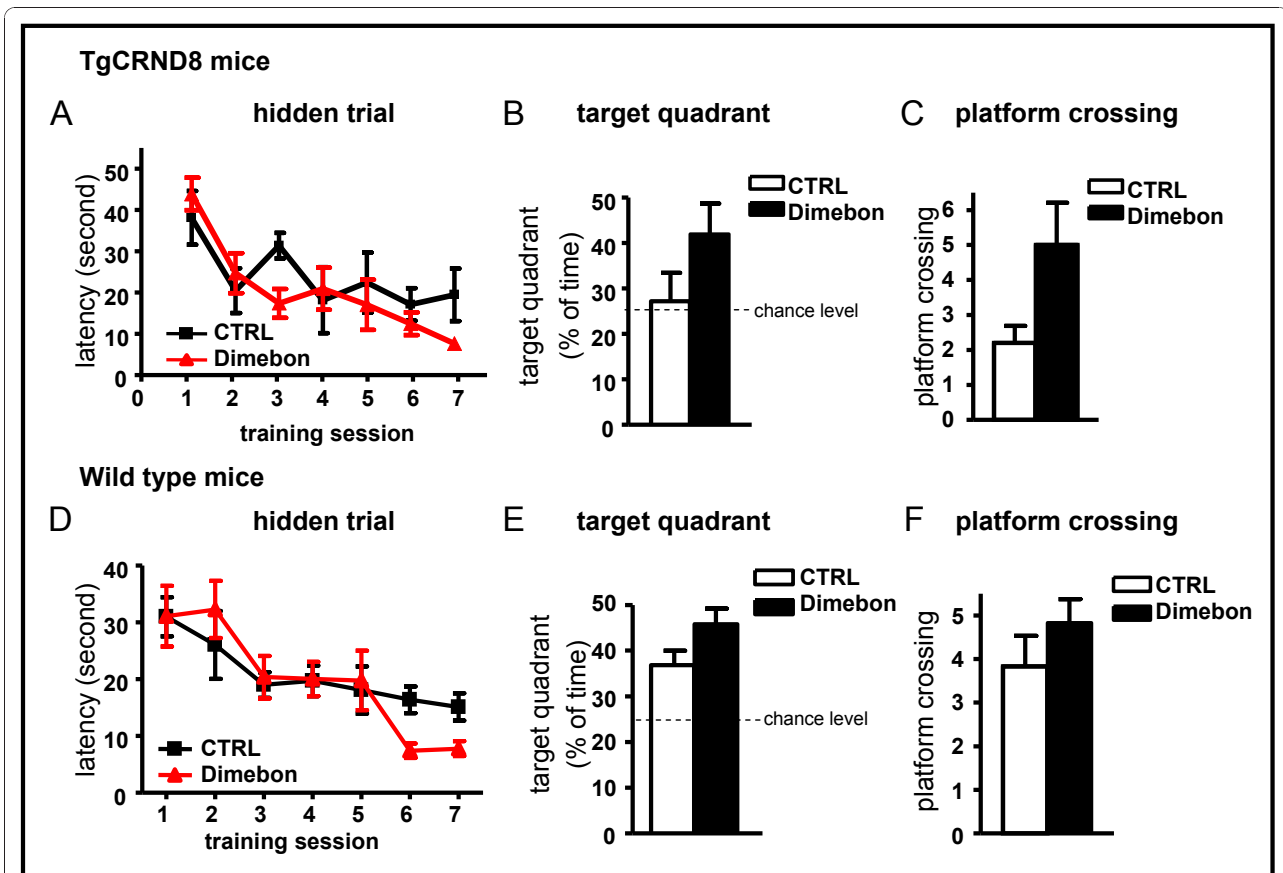 TgCRND8 mice
A
hidden trial
latency (second)
50
40
30
20
10
0
CTRL
Dimebon
0 1 2 3 4 5 6 7
training session
B
target quadrant
CTRL
Dimebon
target quadrant
(% of time)
50
40
30
20
10
0
chance level
C
platform crossing
CTRL
Dimebon
platform crossing
6
5
4
3
2
1
0
Wild type mice
D
hidden trial
latency (second)
40
30
20
10
0
CTRL
Dimebon
1 2 3 4 5 6 7
training session
E
target quadrant
CTRL
Dimebon
target quadrant
(% of time)
50
40
30
20
10
0
chance level
F
platform crossing
CTRL
Dimebon
platform crossing
5
4
3
2
1
0